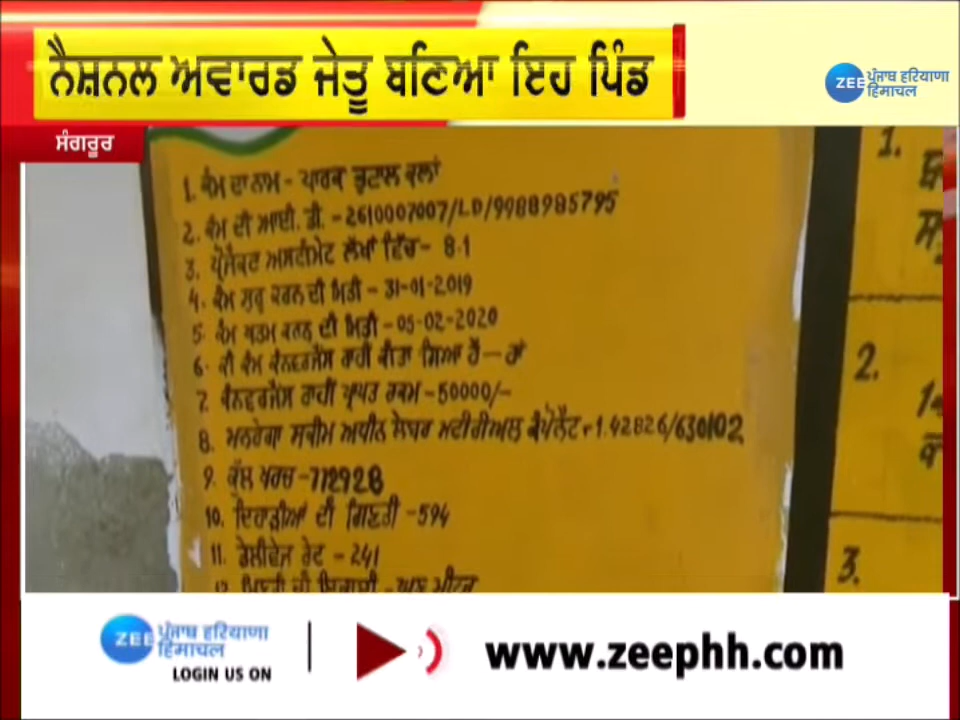 ਨੈਸ਼ਨਲ ਅਵਾਰਡ ਜੇਤੂ ਬਣਿਆ ਇਹ ਪਿੰਡ
ZEE ਪੰਜਾਬ ਹਰਿਆਣਾ
ਹਿਮਾਚਲ
ਸੰਗਰੂਰ
1. ਕੰਮ ਦਾ ਨਾਮ - ਪਾਰਕ ਭੁਟਾਲ ਕਲਾਂ
2. ਕੰਮ ਦੀ ਆਈ. ਡੀ. - 2610007007/LD/9988985795
3. ਪ੍ਰੋਜੈਕਟ ਅਸਟੀਮੇਟ ਲੱਖਾਂ ਵਿੱਚ - 8.1
4. ਕੰਮ ਸ਼ੁਰੂ ਕਰਨ ਦੀ ਮਿਤੀ - 31-01-2019
5. ਕੰਮ ਖਤਮ ਕਰਨ ਦੀ ਮਿਤੀ - 05-02-2020
6. ਕੀ ਕੰਮ ਕੰਨਵਰਜੈਂਸ ਰਾਹੀਂ ਕੀਤਾ ਗਿਆ ਹੈ - ਹਾਂ
7. ਕੰਨਵਰਜੈਂਸ ਰਾਹੀਂ ਪ੍ਰਾਪਤ ਰਕਮ - 50000/-
8. ਮਨਰੇਗਾ ਸਕੀਮ ਅਧੀਨ ਲੇਬਰ ਮਟੀਰੀਅਲ ਕੰਪੋਨੈਂਟ - 1.42826/630102
9. ਕੁੱਲ ਖਰਚ - 772928
10. ਦਿਹਾੜੀਆਂ ਦੀ ਗਿਣਤੀ - 594
11. ਡੇਲੀਵੇਜ ਰੇਟ - 241
1.
2.
3.
ZEE ਪੰਜਾਬ ਹਰਿਆਣਾ
ਹਿਮਾਚਲ
LOGIN US ON
www.zeephh.com